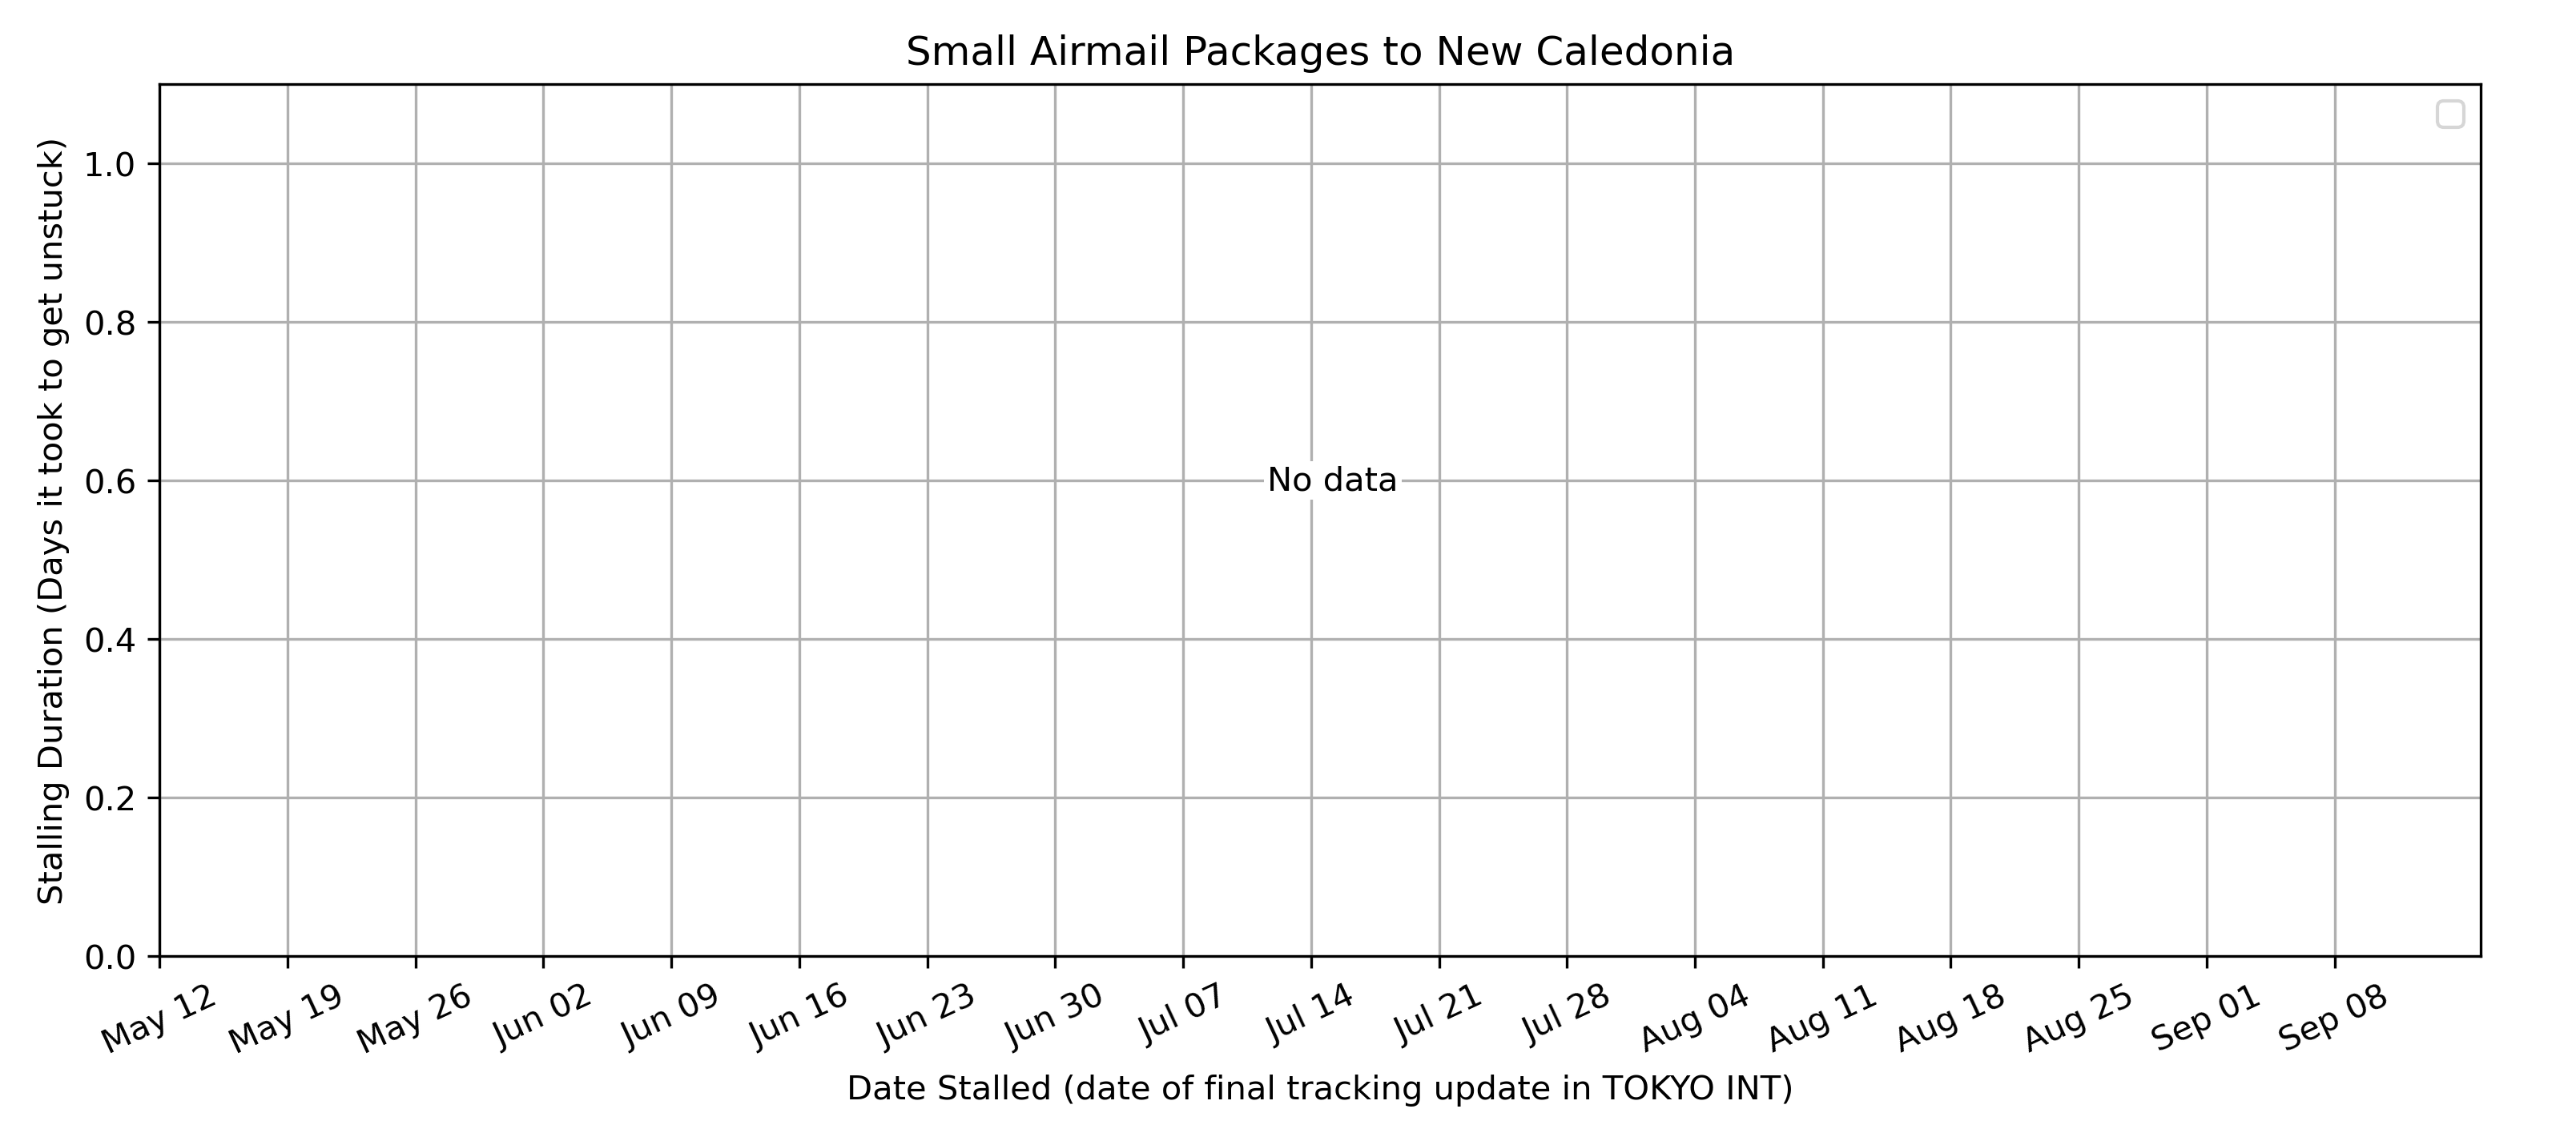 Small Airmail Packages to New Caledonia
Stalling Duration (Days it took to get unstuck)
1.0
0.8
0.6
0.4
0.2
0.0
No data
May 12
May 19
May 26
Jun 02
Jun 09
Jun 16
Jun 23
Jun 30
Jul 07
Jul 14
Jul 21
Jul 28
Aug 04
Aug 11
Aug 18
Aug 25
Sep 01
Sep 08
Date Stalled (date of final tracking update in TOKYO INT)